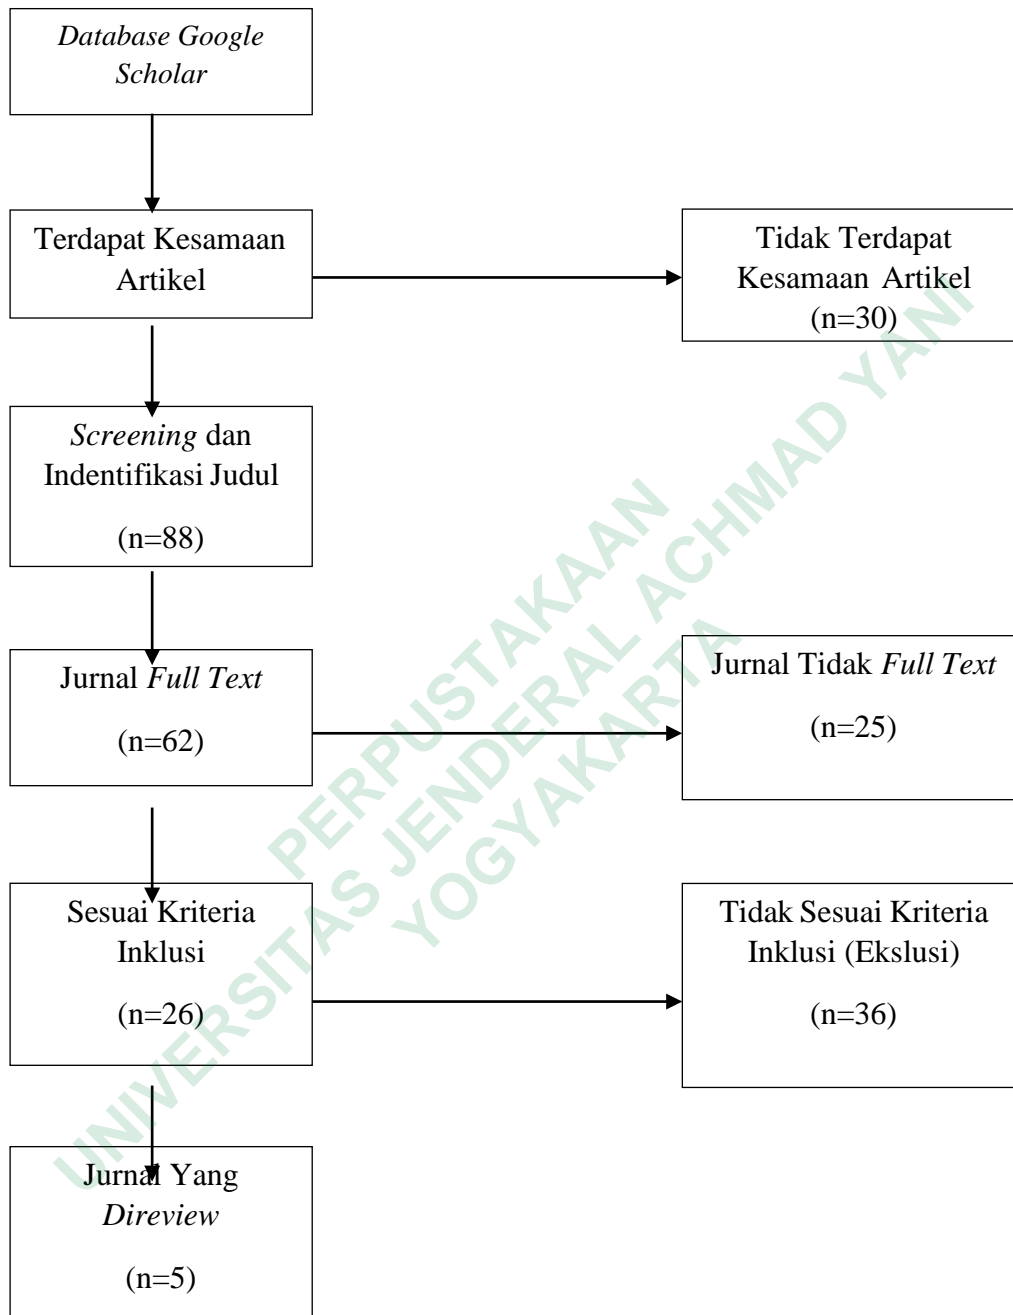 Database Google
Scholar
Terdapat Kesamaan
Artikel
Tidak Terdapat
Kesamaan Artikel
(n=30)
Screening dan
Indentifikasi Judul
(n=88)
Jurnal Full Text
(n=62)
Jurnal Tidak Full Text
(n=25)
Sesuai Kriteria
Inklusi
(n=26)
Tidak Sesuai Kriteria
Inklusi (Ekslusi)
(n=36)
Jurnal Yang
Direview
(n=5)
PERPUSTAKAAN
UNIVERSITAS JENDERAL ACHMAD YANI
YOGYAKARTA